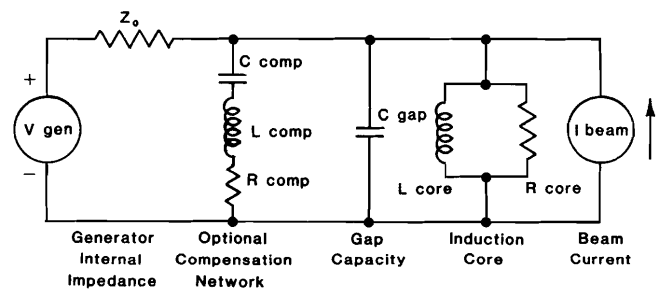 Z₀
C comp
+
V gen
L comp
C gap
I beam
−
R comp
L core
R core
Generator
Internal
Impedance
Optional
Compensation
Network
Gap
Capacity
Induction
Core
Beam
Current